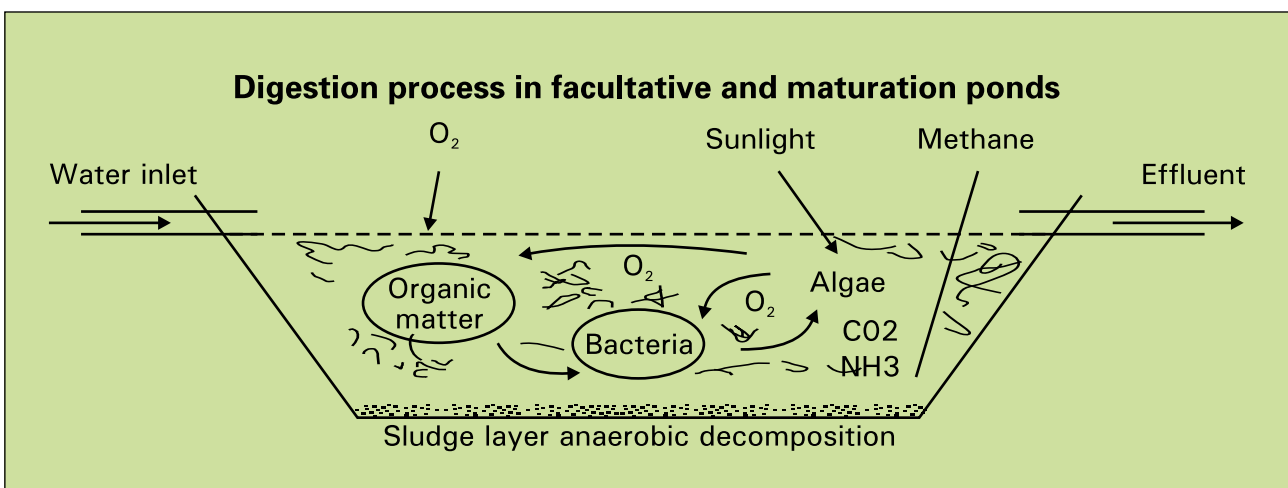 Digestion process in facultative and maturation ponds
O₂
Sunlight
Methane
Water inlet
Effluent
O₂
Algae
Organic
matter
O₂
Bacteria
CO2
NH3
Sludge layer anaerobic decomposition